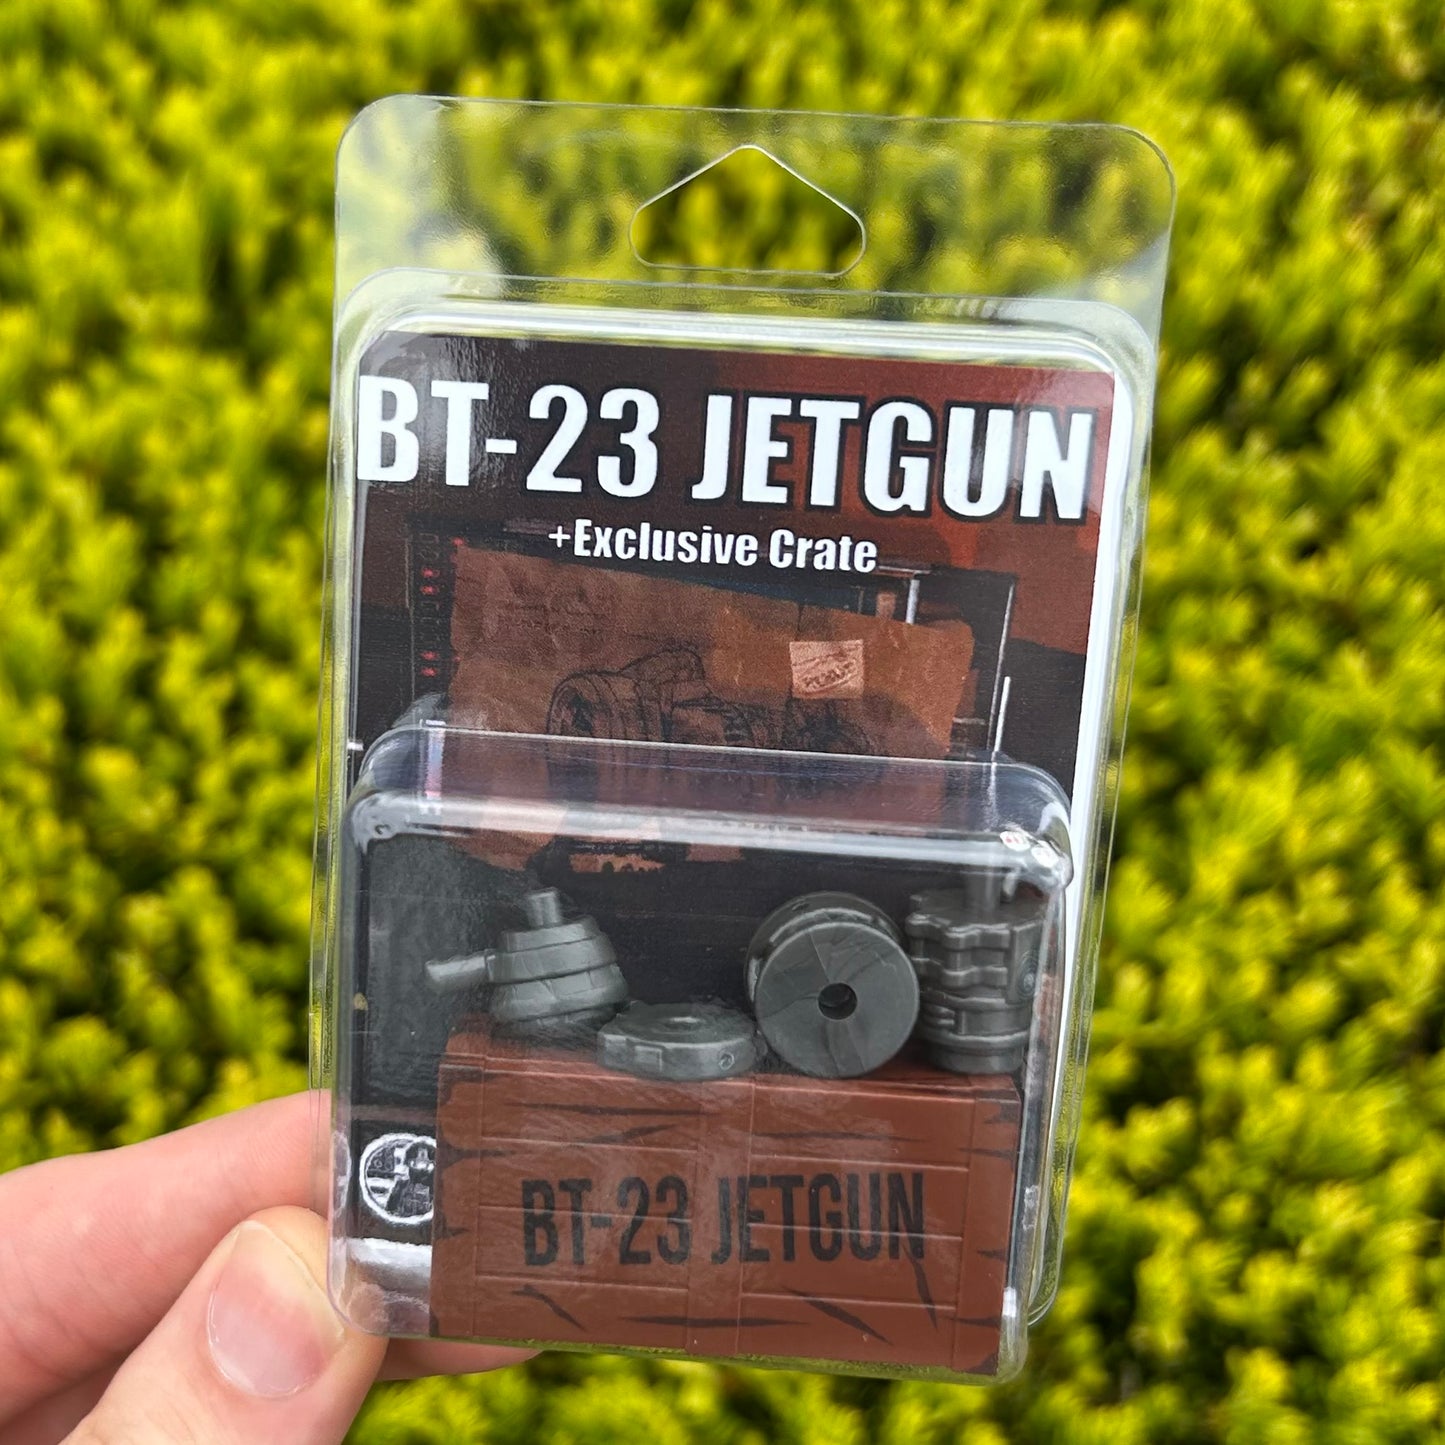 BT-23 JETGUN
+Exclusive Crate
BT-23 JETGUN